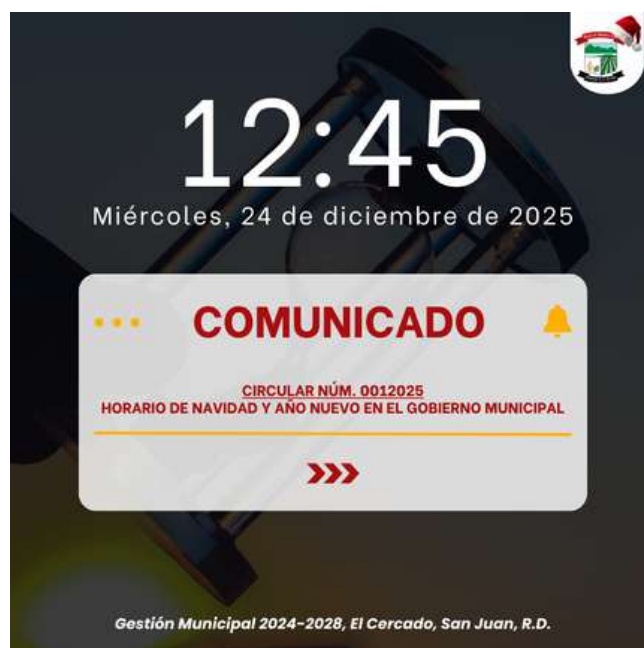 12:45
Miércoles, 24 de diciembre de 2025
COMUNICADO
CIRCULAR NÚM. 0012025
HORARIO DE NAVIDAD Y AÑO NUEVO EN EL GOBIERNO MUNICIPAL
Gestión Municipal 2024-2028, El Cercado, San Juan, R.D.